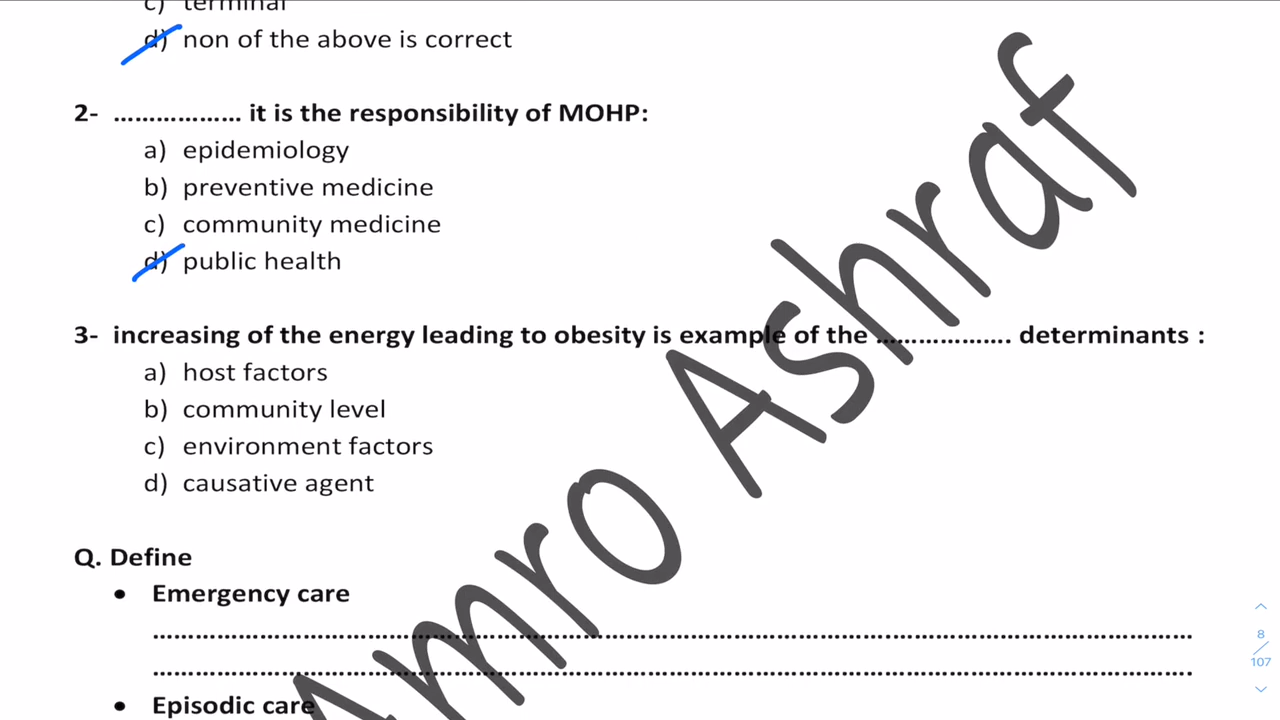 c) terminal
d) non of the above is correct
2- ……………… it is the responsibility of MOHP:
a) epidemiology
b) preventive medicine
c) community medicine
d) public health
3- increasing of the energy leading to obesity is example of the ……………… determinants :
a) host factors
b) community level
c) environment factors
d) causative agent
Q. Define
• Emergency care
• Episodic care
Amro Ashraf
8
107